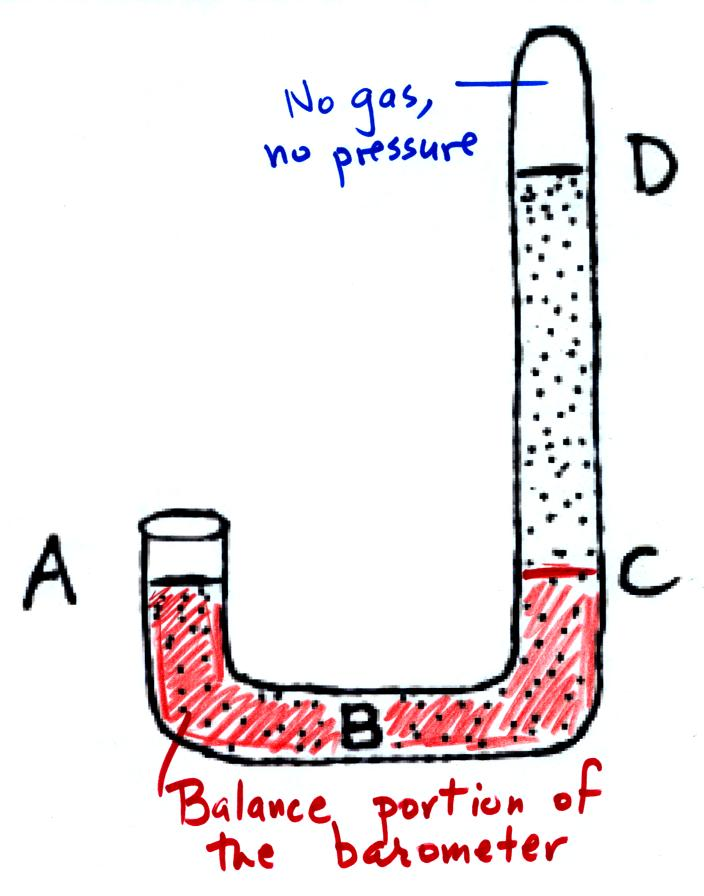 No gas,
no pressure
D
A
C
B
Balance portion of
the barometer